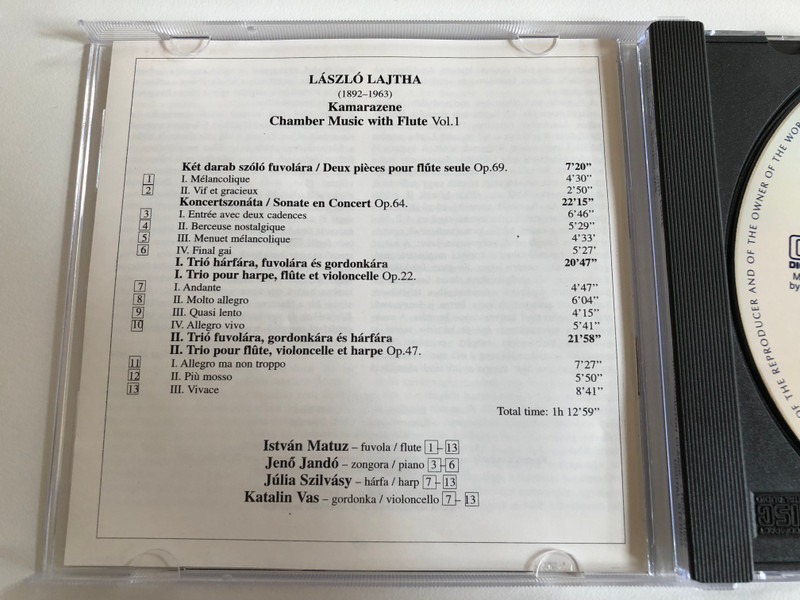 LÁSZLÓ LAJTHA
(1892–1963)
Kamarazene
Chamber Music with Flute Vol.1
Két darab szóló fuvolára / Deux pièces pour flûte seule Op.69. 7’20”
1 I. Mélancolique 4’30”
2 II. Vif et gracieux 2’50”
Koncertszonáta / Sonate en Concert Op.64. 22’15”
3 I. Entrée avec deux cadences 6’46”
4 II. Berceuse nostalgique 5’29”
5 III. Menuet mélancolique 4’33’
6 IV. Final gai 5’27’
I. Trió hárfára, fuvolára és gordonkára 20’47”
I. Trio pour harpe, flûte et violoncelle Op.22.
7 I. Andante 4’47”
8 II. Molto allegro 6’04”
9 III. Quasi lento 4’15”
10 IV. Allegro vivo 5’41”
II. Trió fuvolára, gordonkára és hárfára 21’58”
II. Trio pour flûte, violoncelle et harpe Op.47.
11 I. Allegro ma non troppo 7’27”
12 II. Più mosso 5’50”
13 III. Vivace 8’41”
Total time: 1h 12’59”
István Matuz – fuvola / flute 1–13
Jenő Jandó – zongora / piano 3–6
Júlia Szilvásy – hárfa / harp 7–13
Katalin Vas – gordonka / violoncello 7–13
OF THE REPRODUCER AND OF THE OWNER OF THE WOR